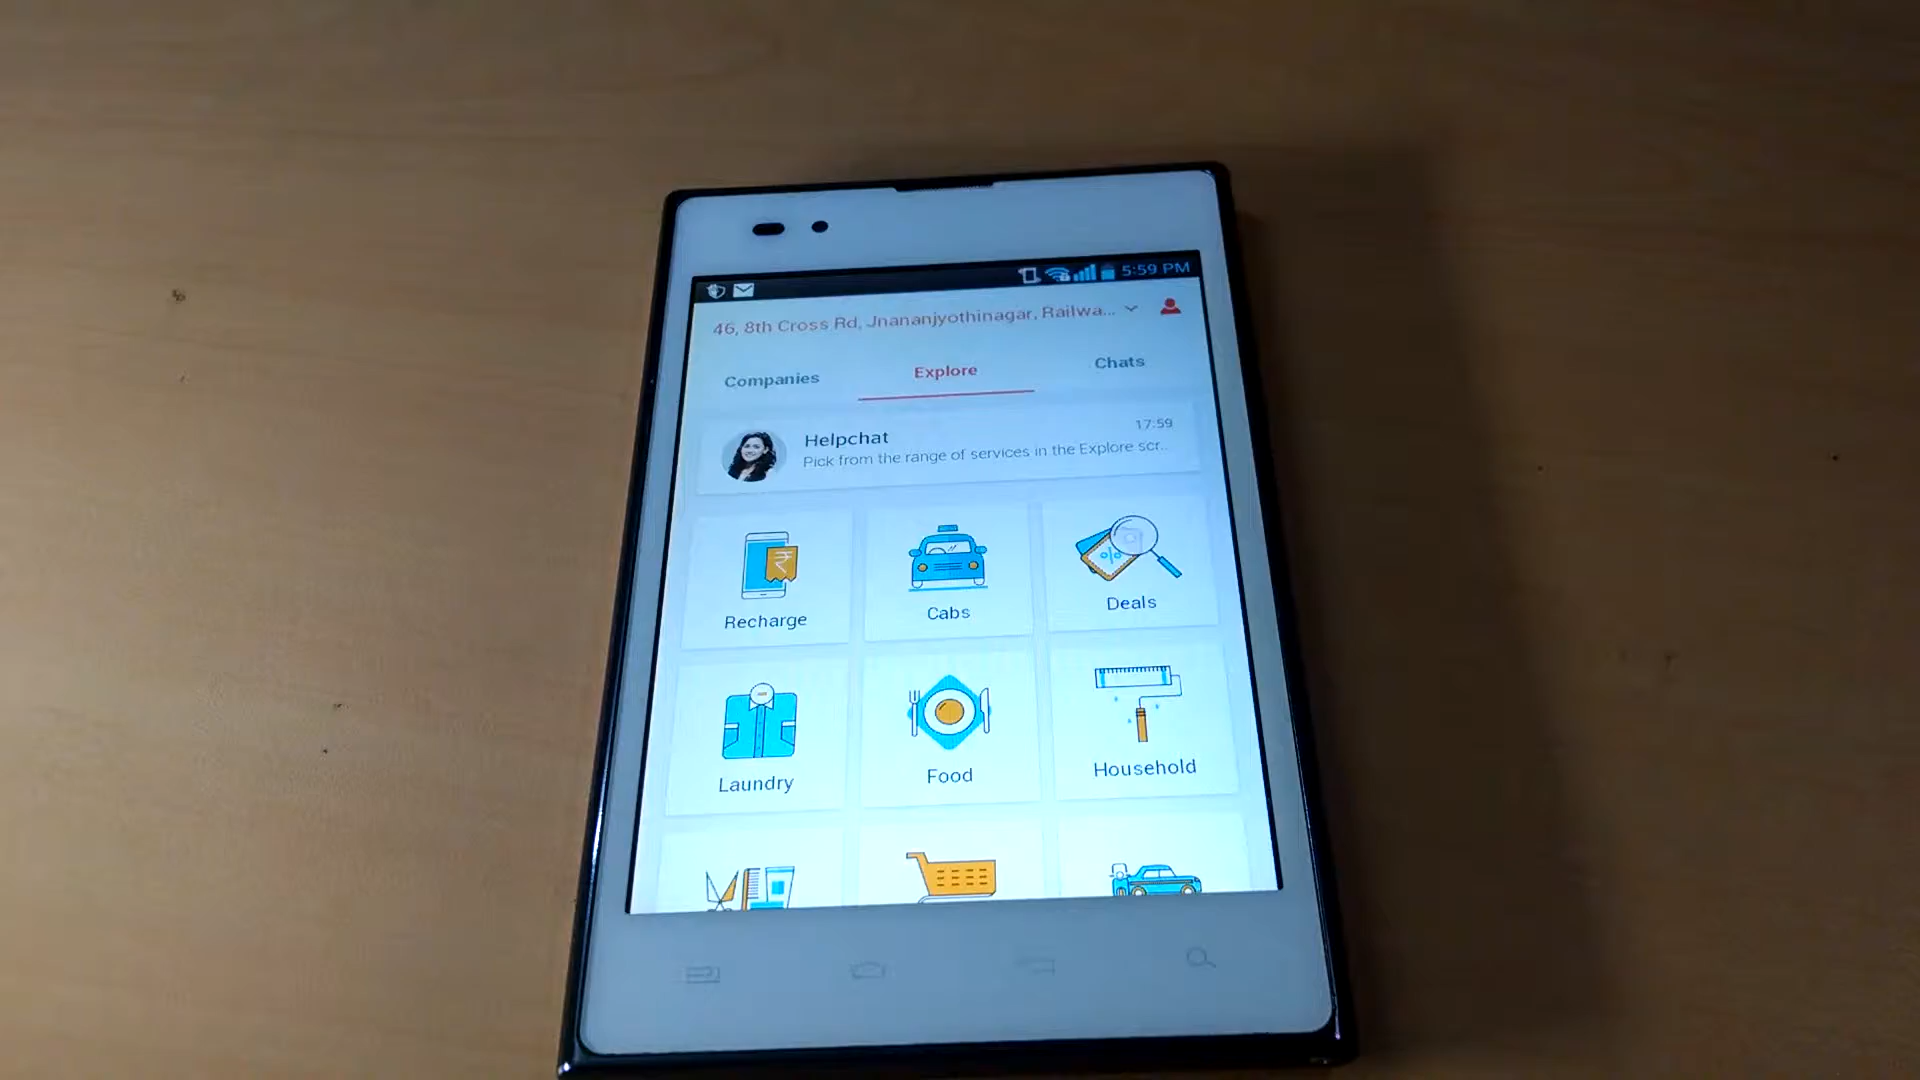 5:59 PM
46, 8th Cross Rd, Jnananjyothinagar, Railwa...
Companies Explore Chats
Helpchat 17:59
Pick from the range of services in the Explore scr..
Recharge Cabs Deals
Laundry Food Household